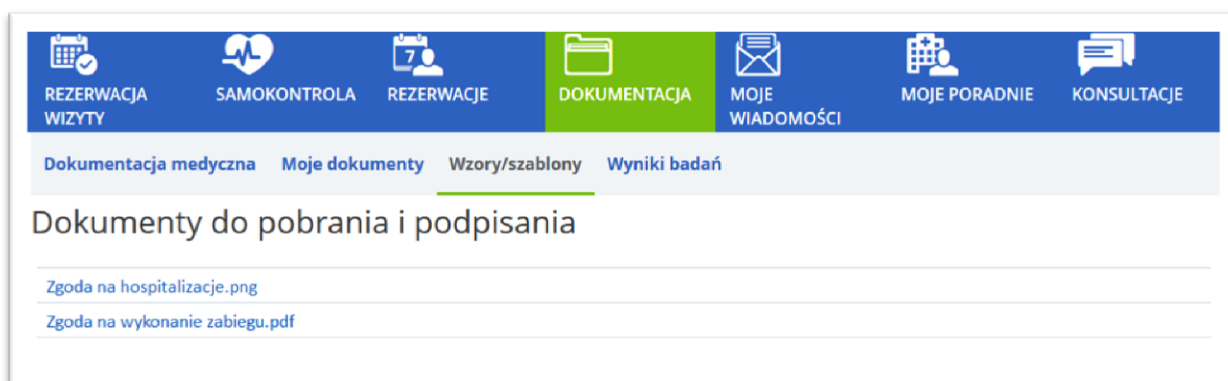 REZERWACJA WIZYTY
SAMOKONTROLA
7
REZERWACJE
DOKUMENTACJA
MOJE WIADOMOŚCI
MOJE PORADNIE
KONSULTACJE
Dokumentacja medyczna Moje dokumenty Wzory/szablony Wyniki badań
Dokumenty do pobrania i podpisania
Zgoda na hospitalizacje.png
Zgoda na wykonanie zabiegu.pdf